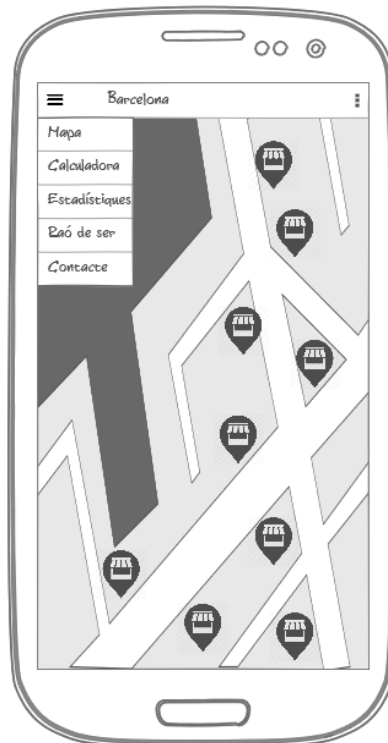 Barcelona
Mapa
Calculadora
Estadístiques
Raó de ser
Contacte